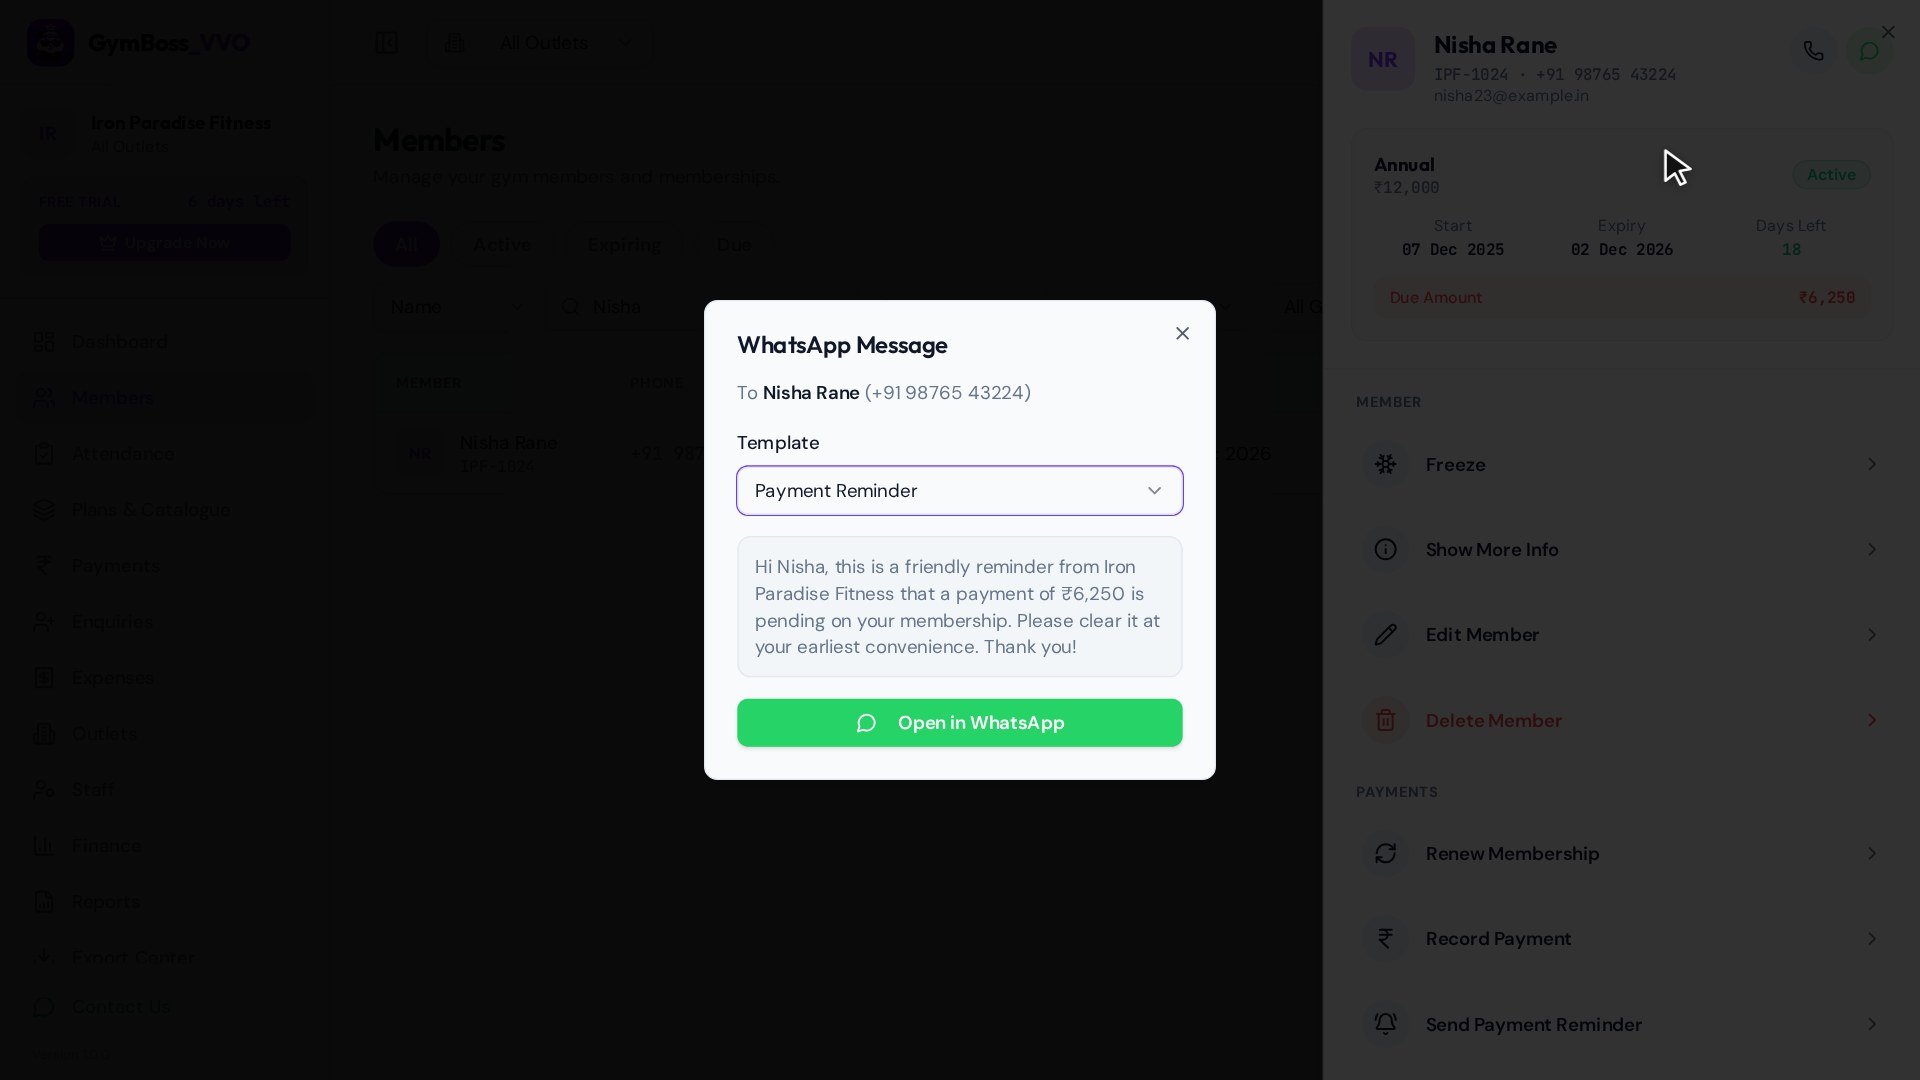 GymBoss_VVO
All Outlets
IR
Iron Paradise Fitness
All Outlets
FREE TRIAL
6 days left
Upgrade Now
Dashboard
Members
Attendance
Plans & Catalogue
Payments
Enquiries
Expenses
Outlets
Staff
Finance
Reports
Export Center
Contact Us
Members
Manage your gym members and memberships.
All
Active
Expiring
Due
Name
Nisha
All G
MEMBER
PHONE
NR
Nisha Rane
IPF-1024
+91 987
2026
WhatsApp Message
To Nisha Rane (+91 98765 43224)
Template
Payment Reminder
Hi Nisha, this is a friendly reminder from Iron
Paradise Fitness that a payment of ₹6,250 is
pending on your membership. Please clear it at
your earliest convenience. Thank you!
Open in WhatsApp
NR
Nisha Rane
IPF-1024 · +91 98765 43224
nisha23@example.in
Annual
₹12,000
Active
Start
Expiry
Days Left
07 Dec 2025
02 Dec 2026
18
Due Amount
₹6,250
MEMBER
Freeze
Show More Info
Edit Member
Delete Member
PAYMENTS
Renew Membership
Record Payment
Send Payment Reminder